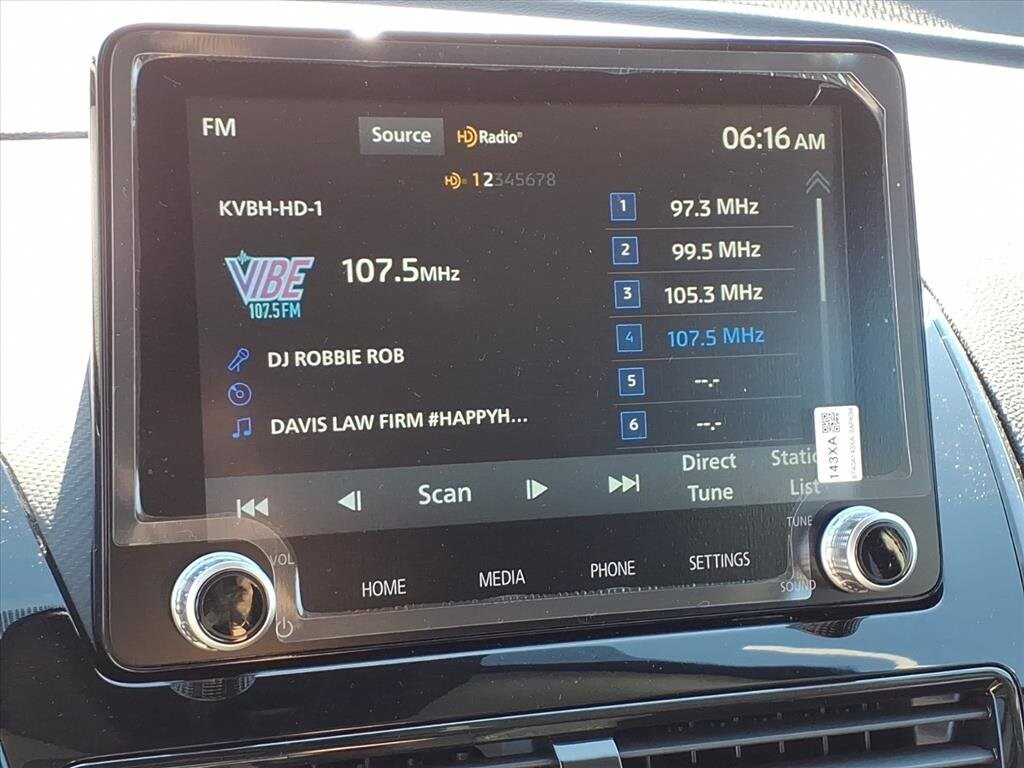 FM
Source
HD Radio®
06:16 AM
HD® 12345678
KVBH-HD-1
VIBE
107.5 FM
107.5 MHz
DJ ROBBIE ROB
DAVIS LAW FIRM #HAPPYH...
1 97.3 MHz
2 99.5 MHz
3 105.3 MHz
4 107.5 MHz
5 --.-
6 --.-
Scan
Direct
Tune
List
143XA
VOL
TUNE
SOUND
HOME
MEDIA
PHONE
SETTINGS